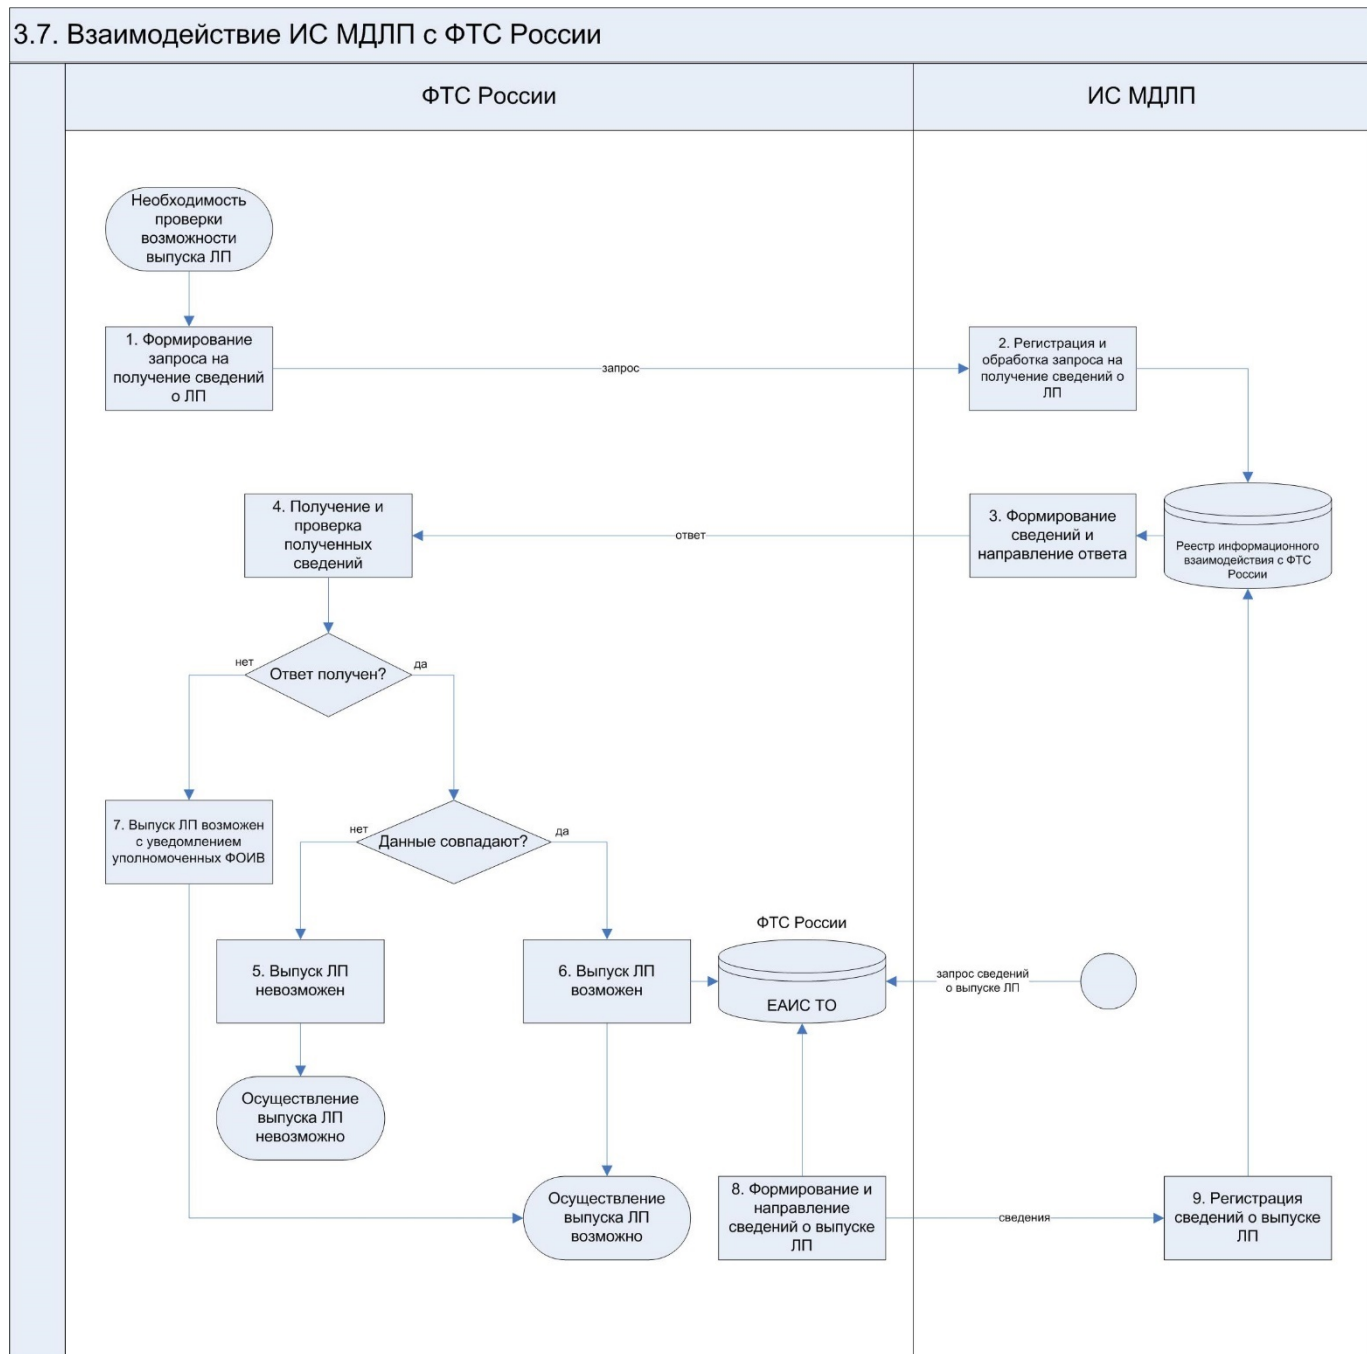 3.7. Взаимодействие ИС МДЛП с ФТС России
ФТС России
ИС МДЛП
Необходимость
проверки
возможности
выпуска ЛП
1. Формирование
запроса на
получение сведений
о ЛП
запрос
2. Регистрация и
обработка запроса на
получение сведений о
ЛП
4. Получение и
проверка
полученных
сведений
ответ
3. Формирование
сведений и
направление ответа
Реестр информационного
взаимодействия с ФТС
России
нет
Ответ получен?
да
7. Выпуск ЛП возможен
с уведомлением
уполномоченных ФОИВ
нет
Данные совпадают?
да
5. Выпуск ЛП
невозможен
6. Выпуск ЛП
возможен
ФТС России
ЕАИС ТО
запрос сведений
о выпуске ЛП
Осуществление
выпуска ЛП
невозможно
Осуществление
выпуска ЛП
возможно
8. Формирование и
направление
сведений о выпуске
ЛП
сведения
9. Регистрация
сведений о выпуске
ЛП